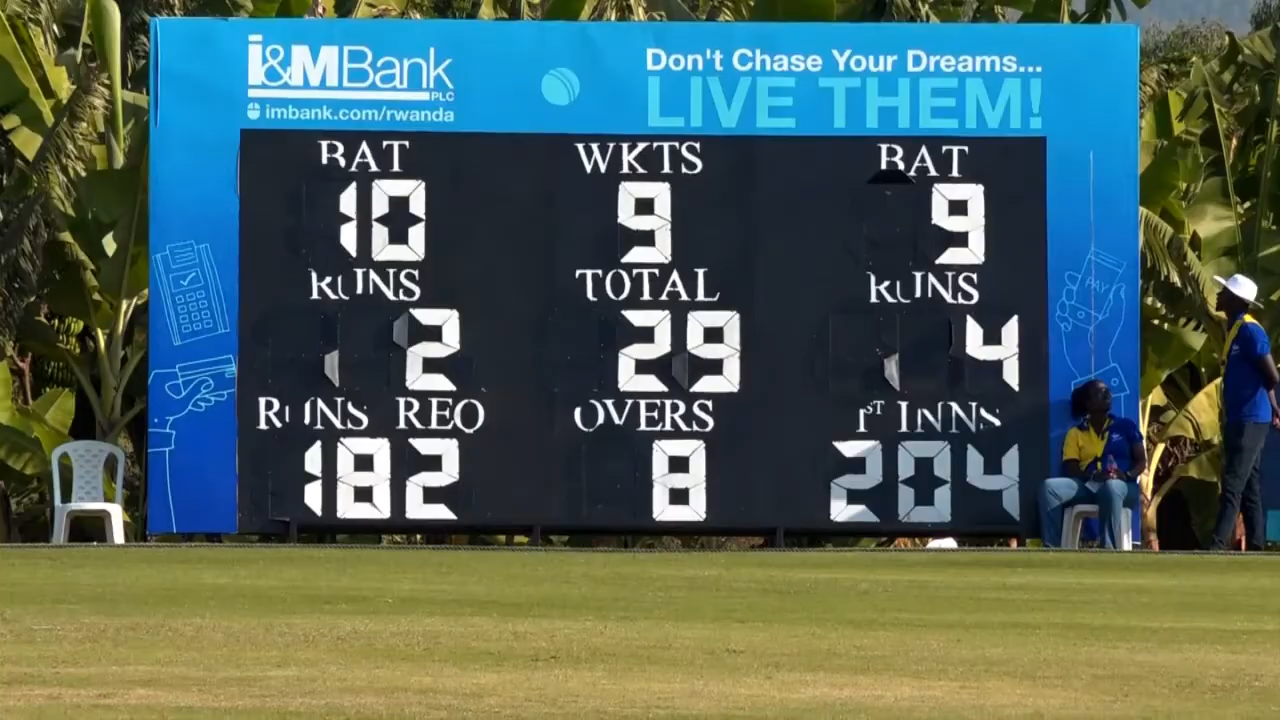 I&M Bank PLC
imbank.com/rwanda
Don't Chase Your Dreams...
LIVE THEM!
BAT WKTS BAT
10 9 9
RUNS TOTAL RUNS
2 29 4
RUNS REQ OVERS 1ST INNS
182 8 204
PAY